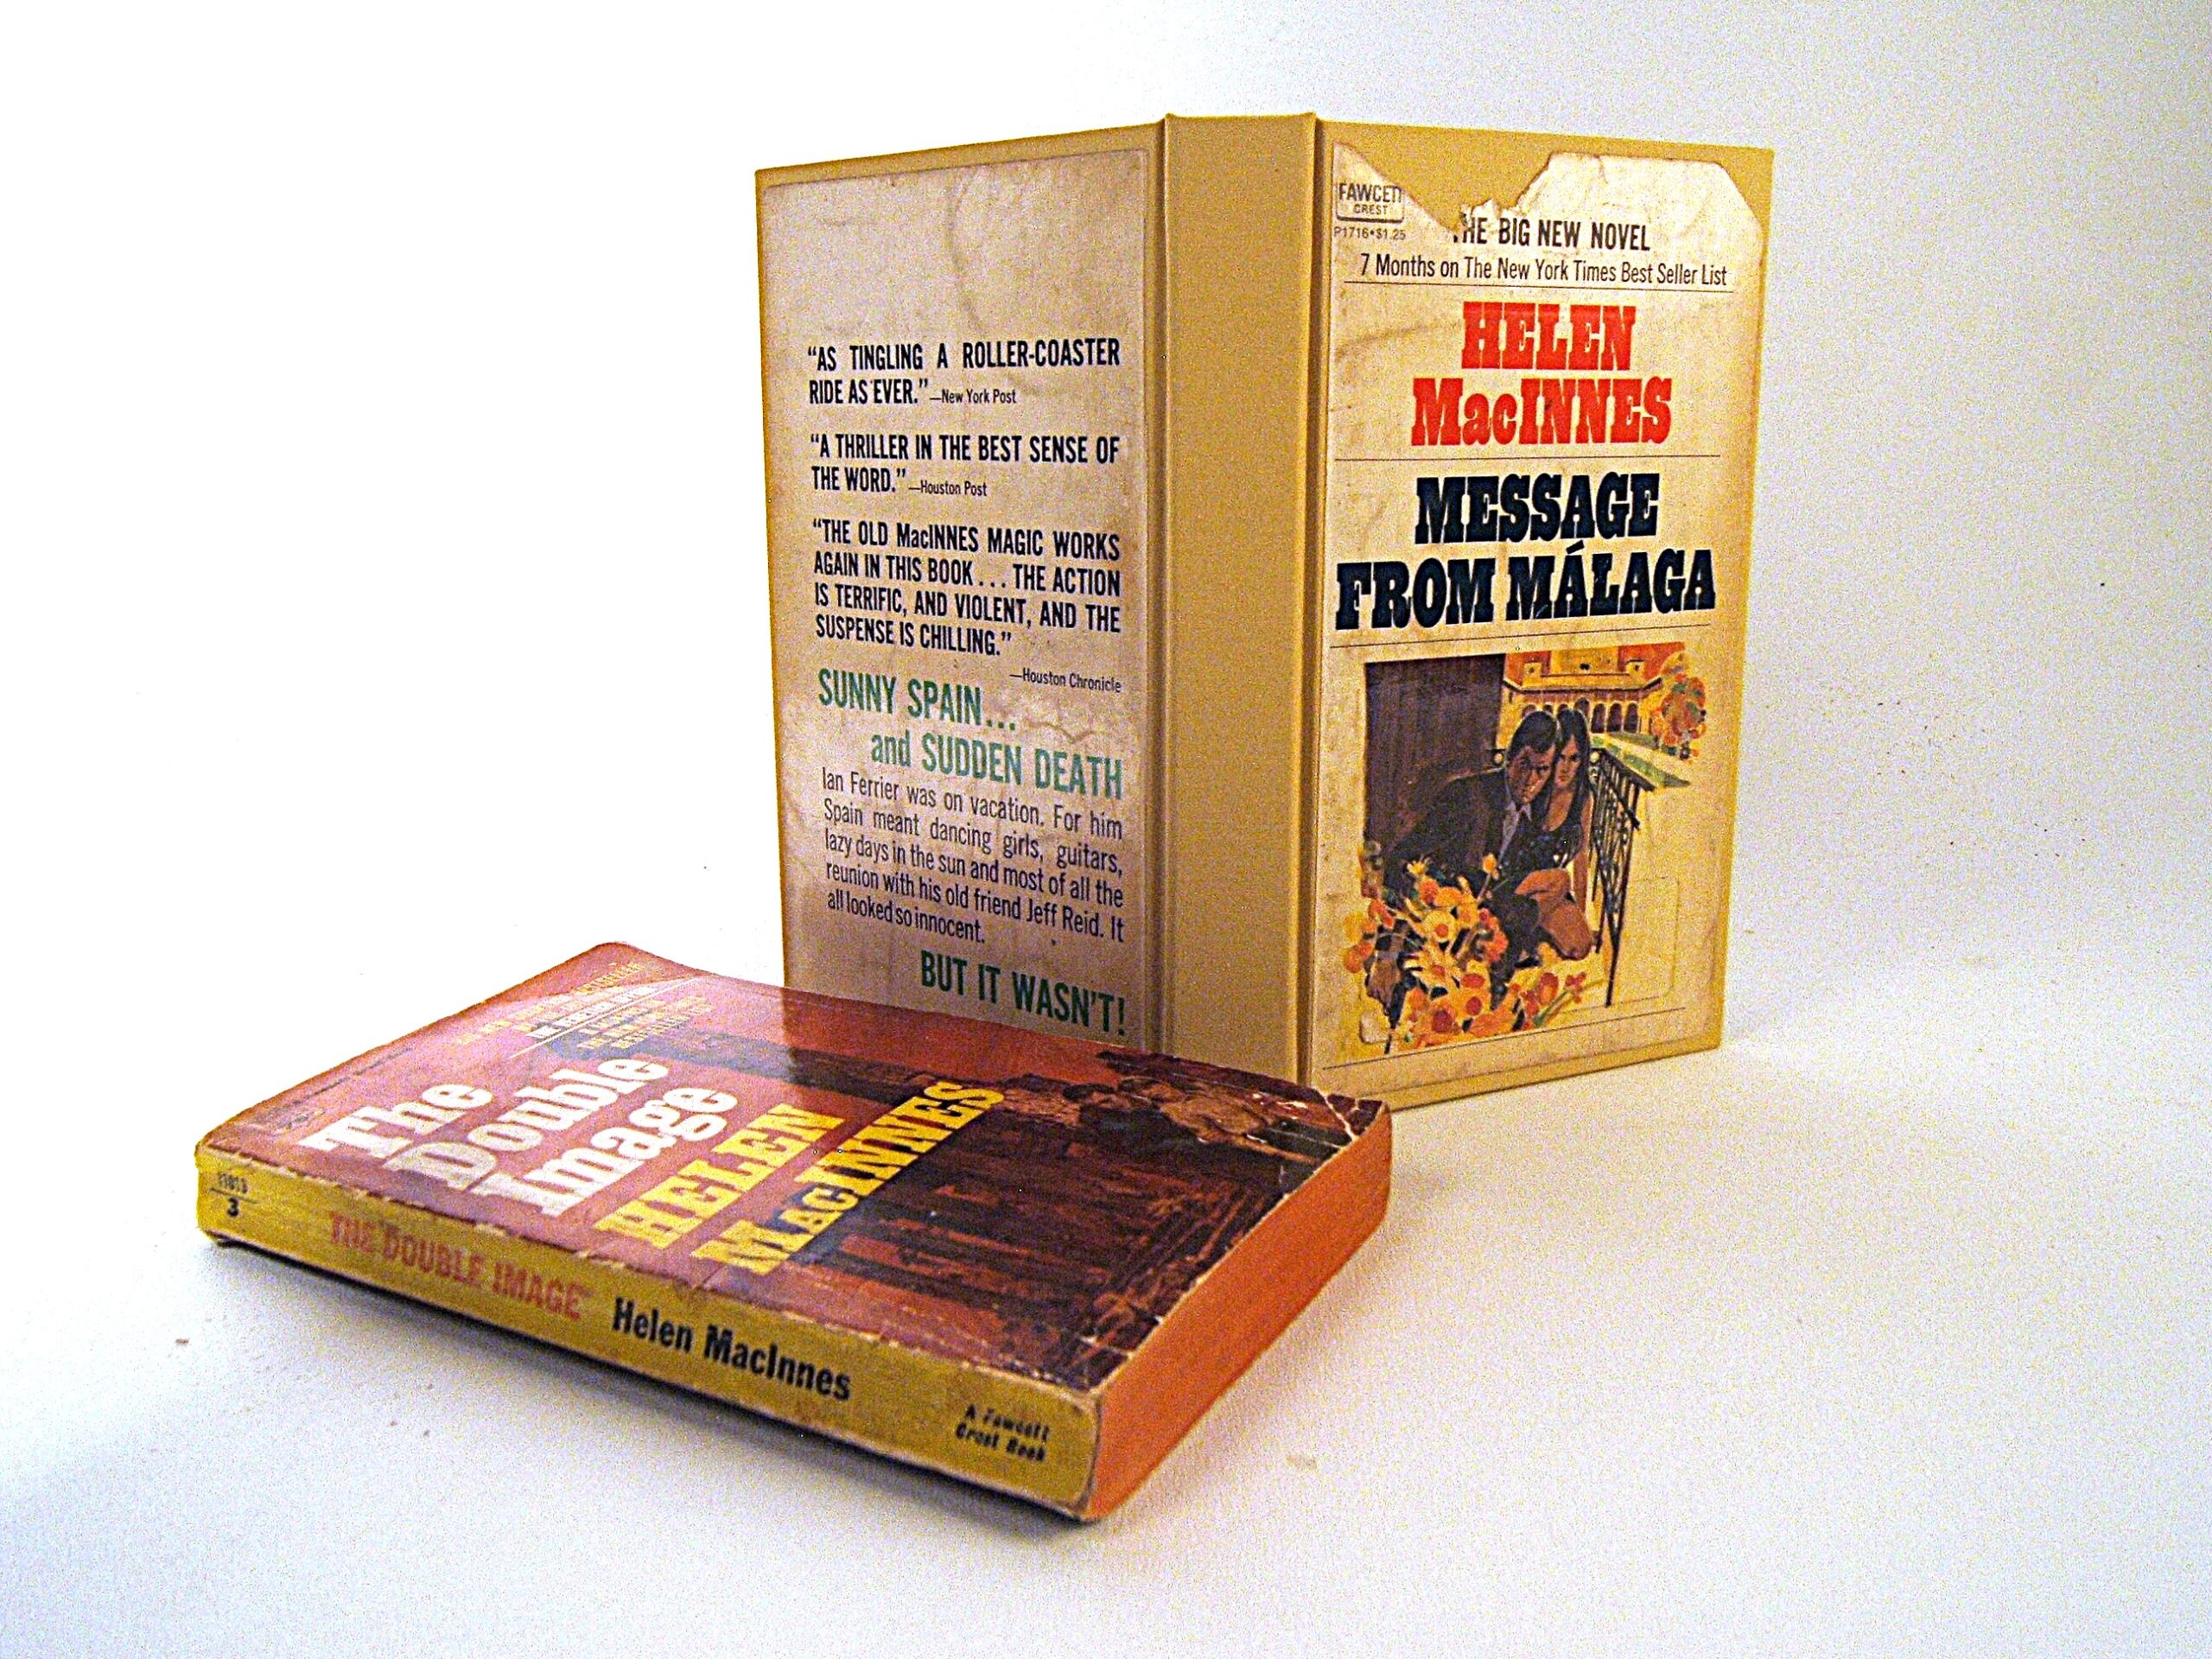 "AS TINGLING A ROLLER-COASTER
RIDE AS EVER." —New York Post
"A THRILLER IN THE BEST SENSE OF
THE WORD." —Houston Post
"THE OLD MacINNES MAGIC WORKS
AGAIN IN THIS BOOK... THE ACTION
IS TERRIFIC, AND VIOLENT, AND THE
SUSPENSE IS CHILLING."
—Houston Chronicle
SUNNY SPAIN...
and SUDDEN DEATH
Ian Ferrier was on vacation. For him
Spain meant dancing girls, guitars,
lazy days in the sun and most of all the
reunion with his old friend Jeff Reid. It
all looked so innocent.
BUT IT WASN'T!
FAWCETT
CREST
P1716•$1.25
THE BIG NEW NOVEL
7 Months on The New York Times Best Seller List
HELEN
MacINNES
MESSAGE
FROM MÁLAGA
The
Double
Image
HELEN
MacINNES
3
THE DOUBLE IMAGE Helen MacInnes
A Fawcett
Crest Book